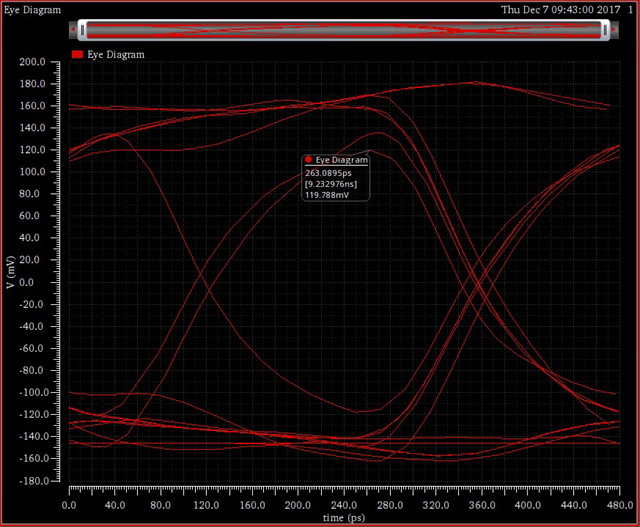 Eye Diagram
Thu Dec 7 09:43:00 2017 1
Eye Diagram
200.0
180.0
160.0
140.0
120.0
100.0
80.0
60.0
40.0
20.0
0.0
-20.0
-40.0
-60.0
-80.0
-100.0
-120.0
-140.0
-160.0
-180.0
V (mV)
Eye Diagram
263.0895ps
[9.232976ns]
119.788mV
0.0 40.0 80.0 120.0 160.0 200.0 240.0 280.0 320.0 360.0 400.0 440.0 480.0
time (ps)